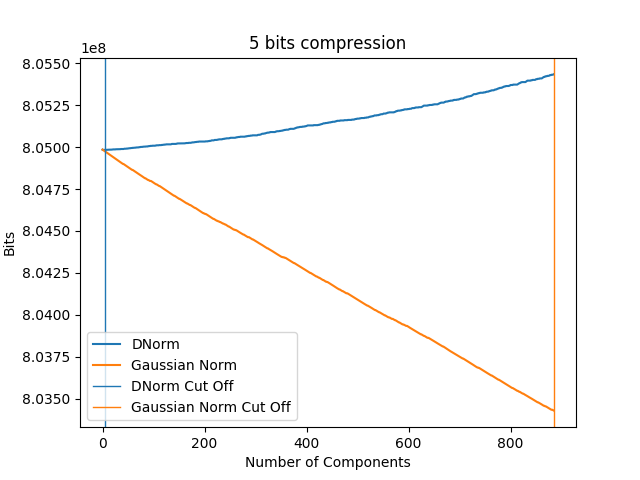 5 bits compression
1e8
8.0550
8.0525
8.0500
8.0475
8.0450
8.0425
8.0400
8.0375
8.0350
Bits
DNorm
Gaussian Norm
DNorm Cut Off
Gaussian Norm Cut Off
0 200 400 600 800
Number of Components